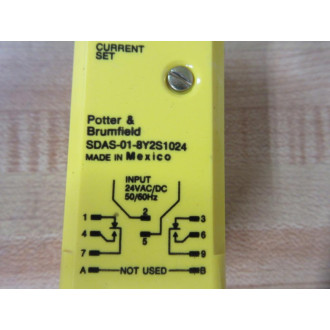 CURRENT
SET
Potter &
Brumfield
SDAS-01-8Y2S1024
MADE IN Mexico
INPUT
24VAC/DC
50/60Hz
1 2 3
4 5 6
7 9
A NOT USED B